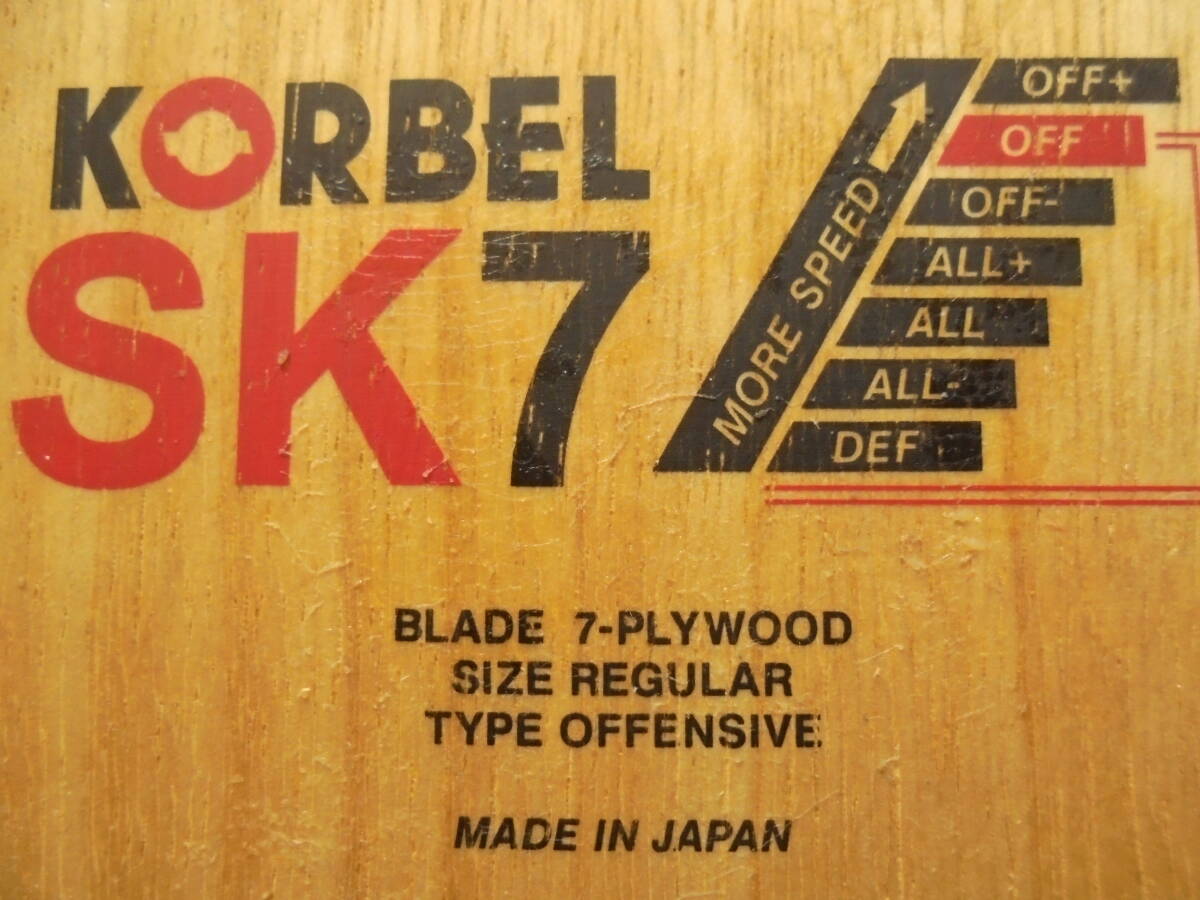 KORBEL
SK7
MORE SPEED
OFF+
OFF
OFF-
ALL+
ALL
ALL-
DEF
BLADE 7-PLYWOOD
SIZE REGULAR
TYPE OFFENSIVE
MADE IN JAPAN